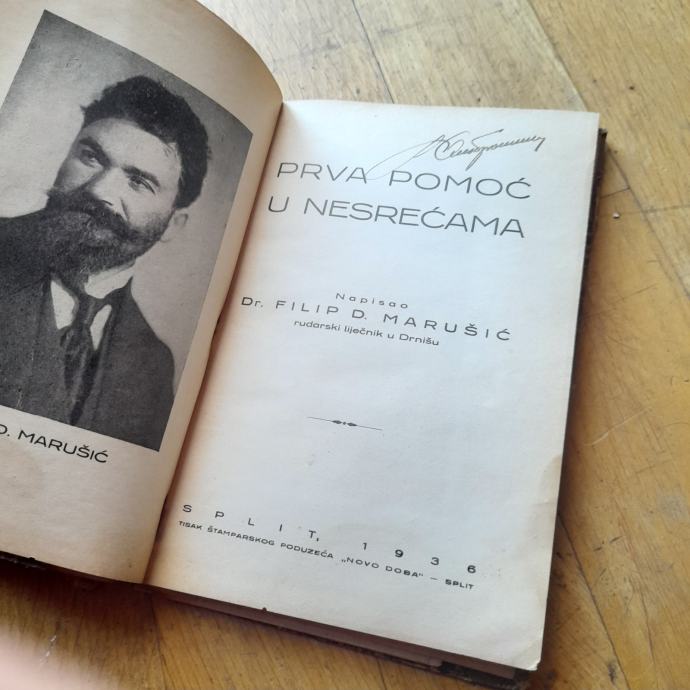 D. MARUŠIĆ
PRVA POMOĆ
U NESREĆAMA
Napisao
Dr. FILIP D. MARUŠIĆ
rudarski liječnik u Drnišu
SPLIT, 1936
TISAK ŠTAMPARSKOG PODUZEĆA „NOVO DOBA" — SPLIT